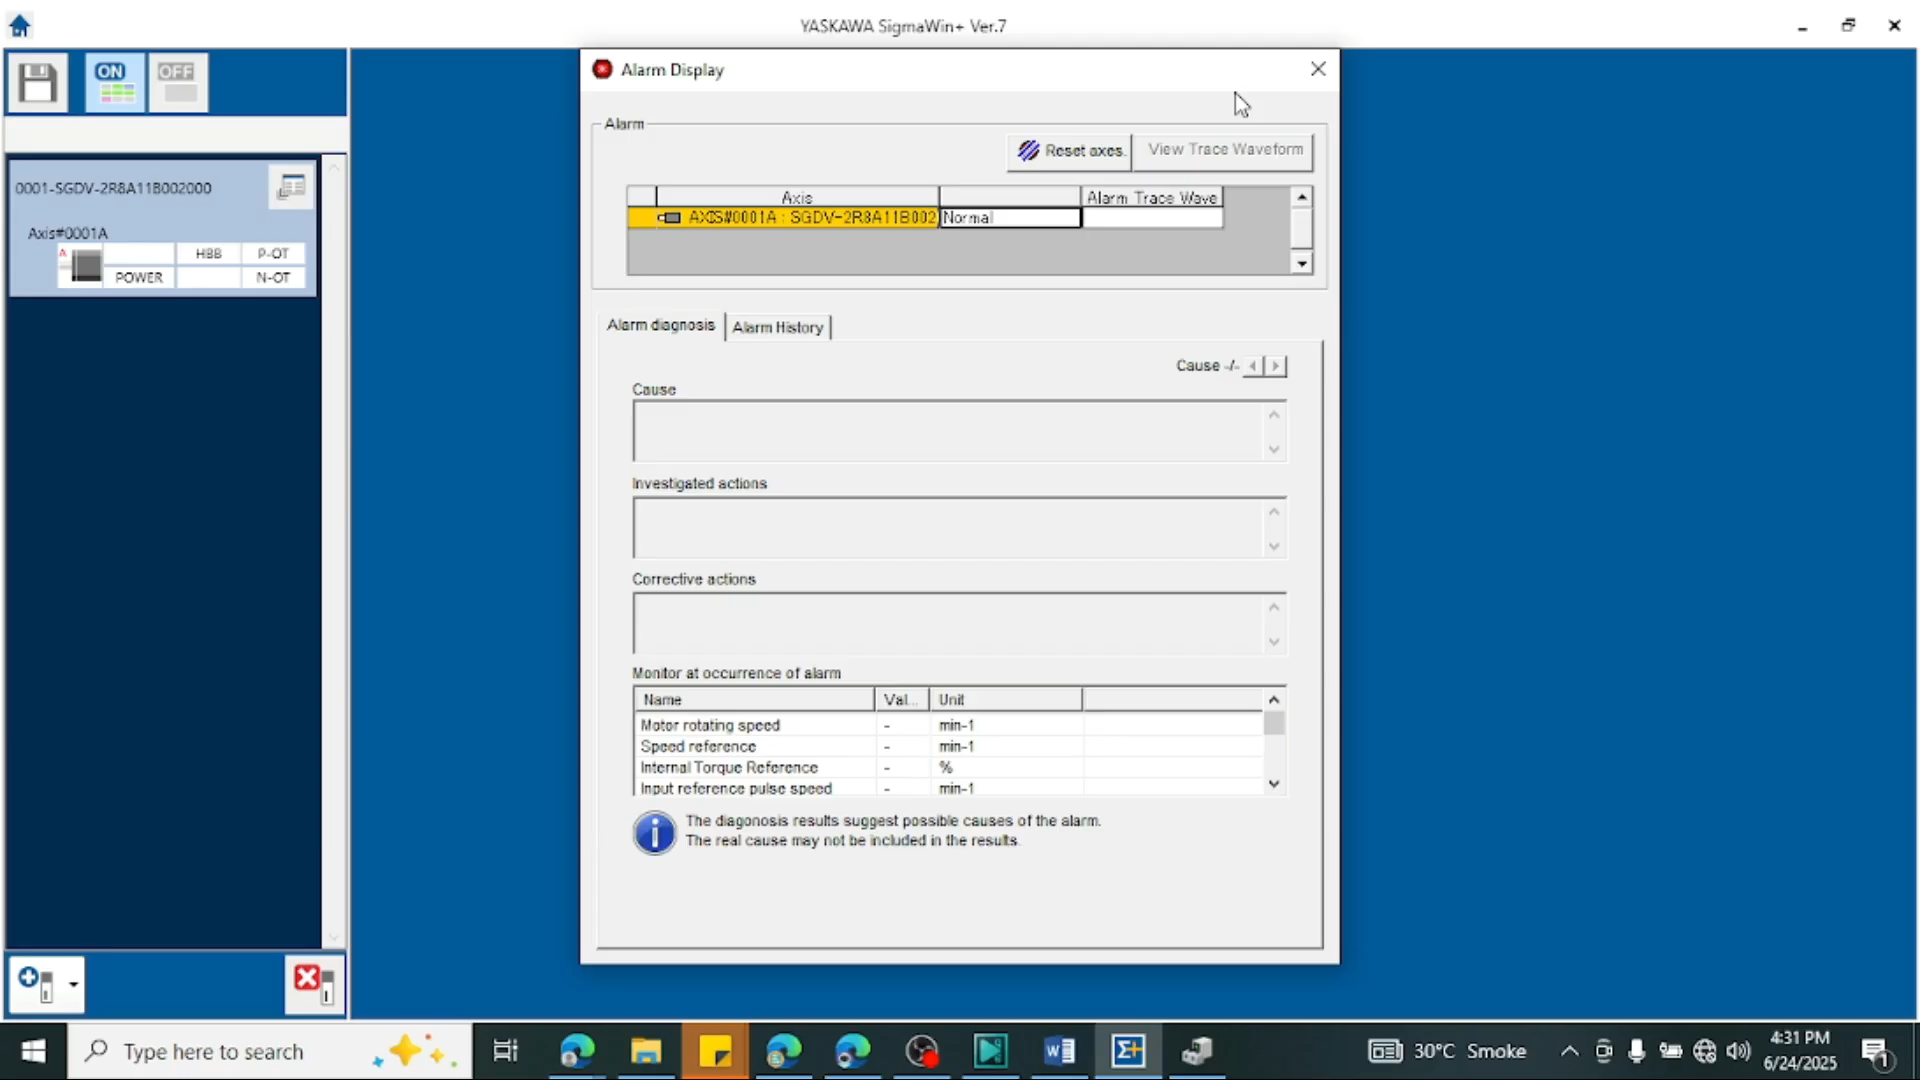 YASKAWA SigmaWin+ Ver.7
ON
OFF
0001-SGDV-2R8A11B002000
Axis#0001A
A
HBB
P-OT
POWER
N-OT
Alarm Display
Alarm
Reset axes.
View Trace Waveform
Axis
Alarm Trace Wave
AXIS#0001A : SGDV-2R8A11B002
Normal
Alarm diagnosis
Alarm History
Cause -/-
Cause
Investigated actions
Corrective actions
Monitor at occurrence of alarm
Name Val... Unit
Motor rotating speed - min-1
Speed reference - min-1
Internal Torque Reference - %
Input reference pulse speed - min-1
The diagonosis results suggest possible causes of the alarm.
The real cause may not be included in the results.
Type here to search
30°C Smoke
4:31 PM
6/24/2025
1